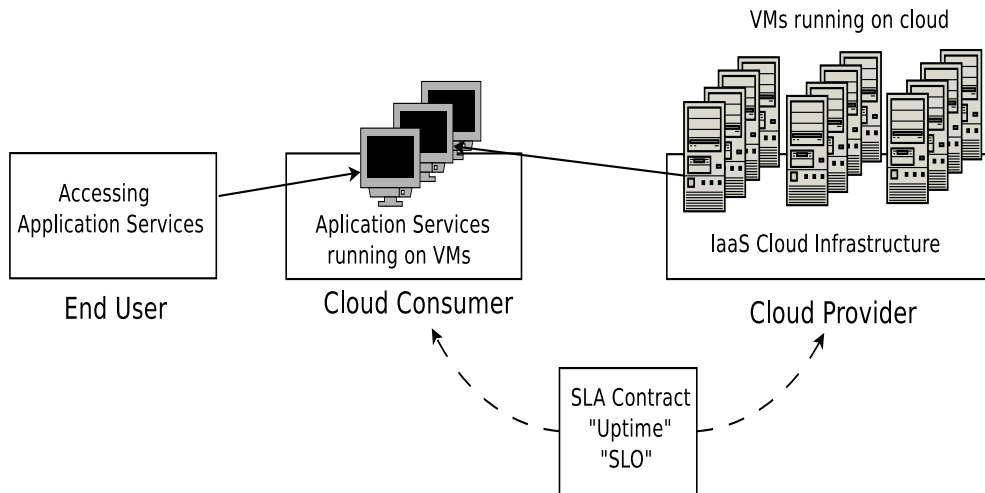 VMs running on cloud
Accessing
Application Services
Aplication Services
running on VMs
IaaS Cloud Infrastructure
End User
Cloud Consumer
Cloud Provider
SLA Contract
"Uptime"
"SLO"